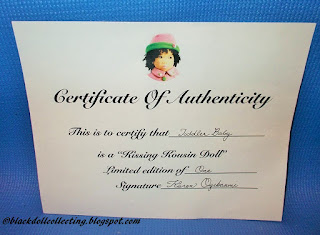 Certificate Of Authenticity
This is to certify that Toddler Baby
is a "Kissing Kousin Doll"
Limited edition of One
Signature Karen
©blackdollcollecting.blogspot.com